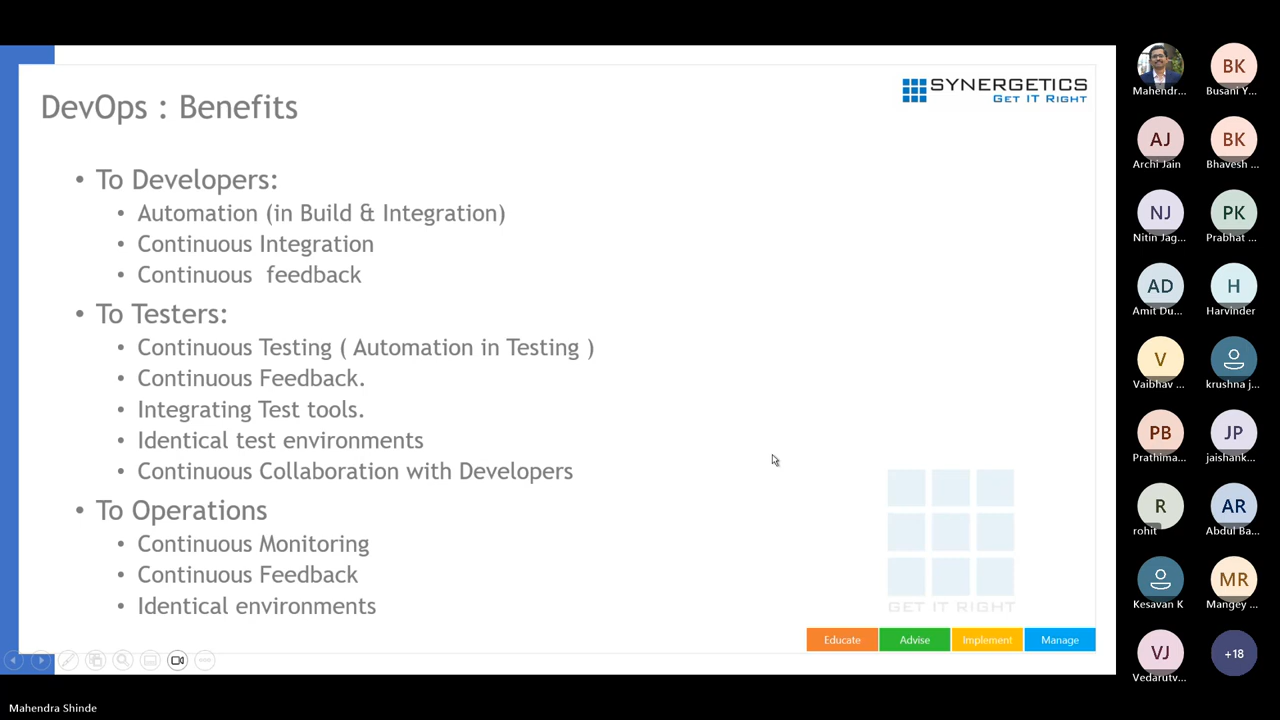 DevOps : Benefits
SYNERGETICS
GET IT RIGHT
• To Developers:
• Automation (in Build & Integration)
• Continuous Integration
• Continuous  feedback
• To Testers:
• Continuous Testing ( Automation in Testing )
• Continuous Feedback.
• Integrating Test tools.
• Identical test environments
• Continuous Collaboration with Developers
• To Operations
• Continuous Monitoring
• Continuous Feedback
• Identical environments
GET IT RIGHT
Educate Advise Implement Manage
Mahendra Shinde
BK
Mahendr... Busani Y...
AJ BK
Archi Jain Bhavesh ...
NJ PK
Nitin Jag... Prabhat ...
AD H
Amit Du... Harvinder
V
Vaibhav ... krushna j...
PB JP
Prathima... jaishank...
R AR
rohit Abdul Ba...
MR
Kesavan K Mangey ...
VJ +18
Vedarutv...